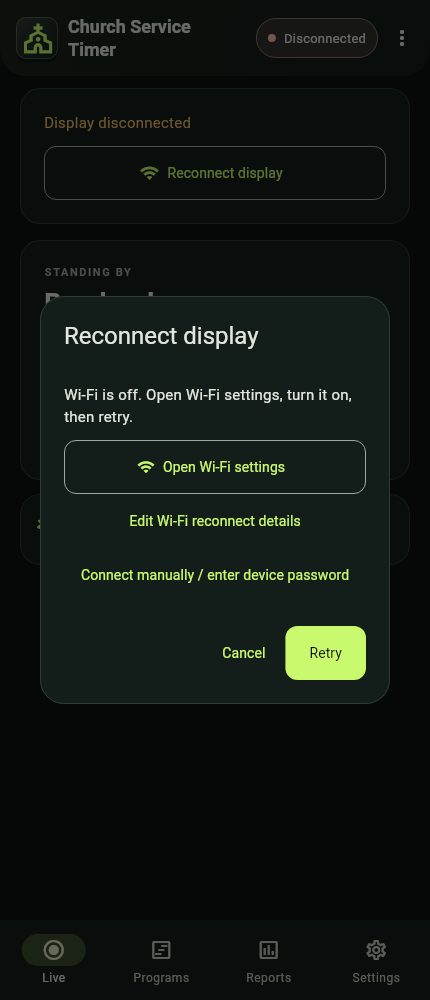 Church Service
Timer
Disconnected
Display disconnected
Reconnect display
STANDING BY
Reconnect display
Wi-Fi is off. Open Wi-Fi settings, turn it on,
then retry.
Open Wi-Fi settings
Edit Wi-Fi reconnect details
Connect manually / enter device password
Cancel
Retry
Live
Programs
Reports
Settings